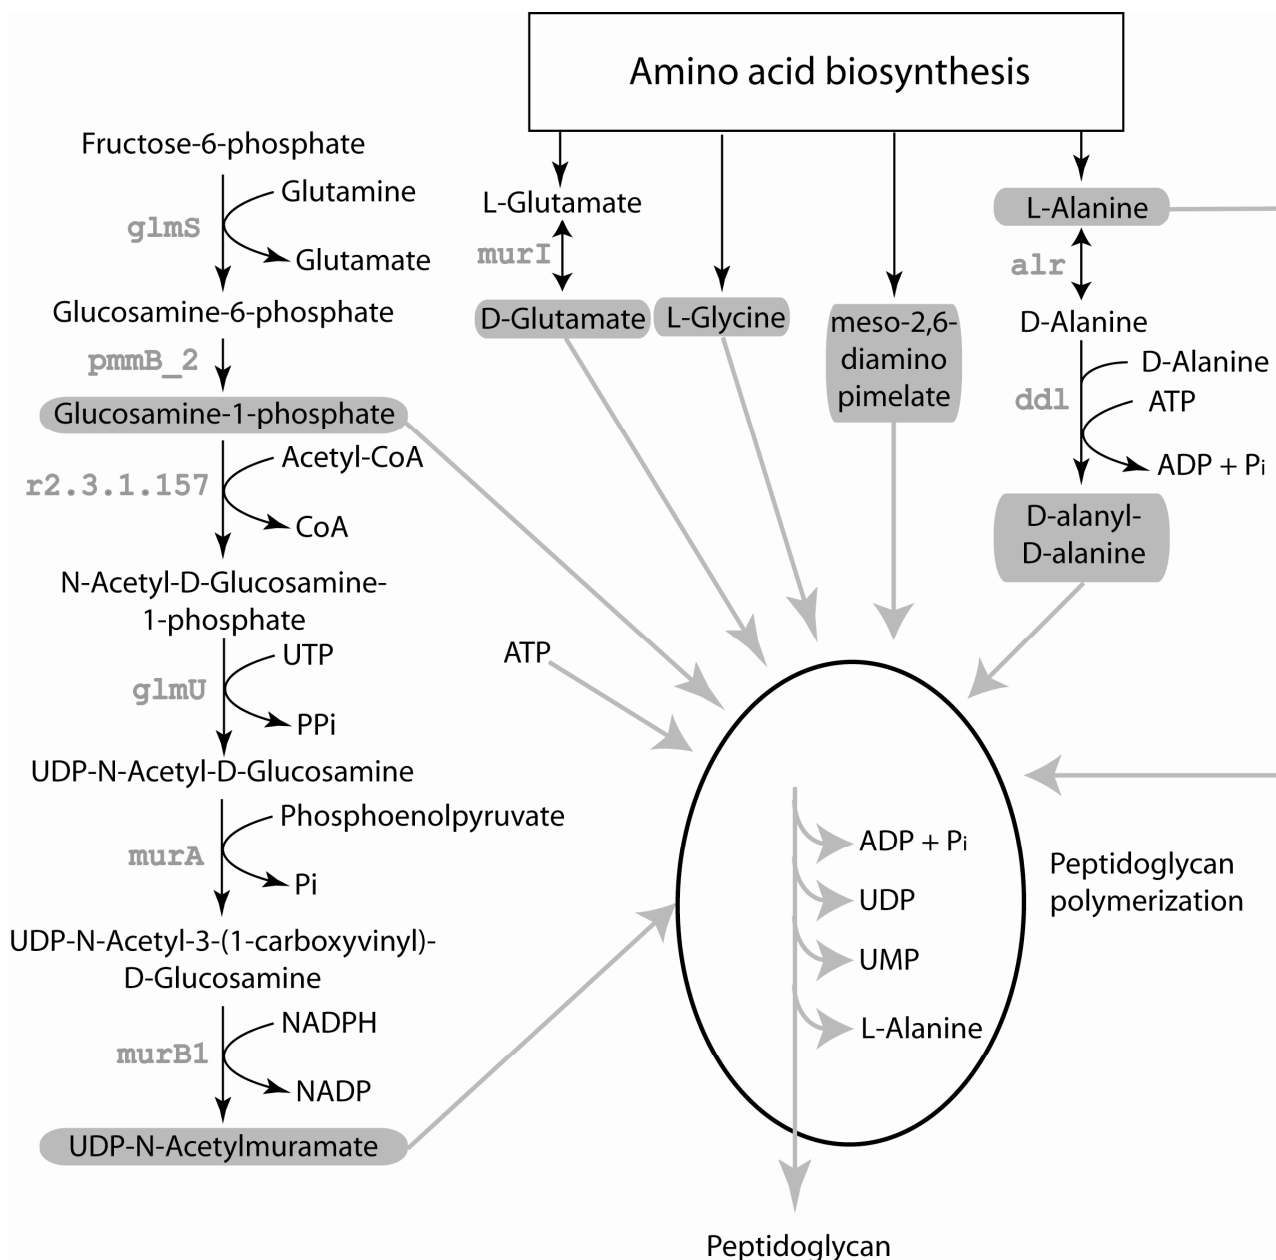 Amino acid biosynthesis
Fructose-6-phosphate
Glutamine
glmS
Glutamate
Glucosamine-6-phosphate
pmmB_2
Glucosamine-1-phosphate
Acetyl-CoA
r2.3.1.157
CoA
N-Acetyl-D-Glucosamine-
1-phosphate
UTP
glmU
PPi
UDP-N-Acetyl-D-Glucosamine
Phosphoenolpyruvate
murA
Pi
UDP-N-Acetyl-3-(1-carboxyvinyl)-
D-Glucosamine
NADPH
murB1
NADP
UDP-N-Acetylmuramate
L-Glutamate
murI
D-Glutamate
L-Glycine
meso-2,6-
diamino
pimelate
L-Alanine
alr
D-Alanine
D-Alanine
ddl
ATP
ADP + Pi
D-alanyl-
D-alanine
ATP
ADP + Pi
UDP
UMP
L-Alanine
Peptidoglycan
polymerization
Peptidoglycan